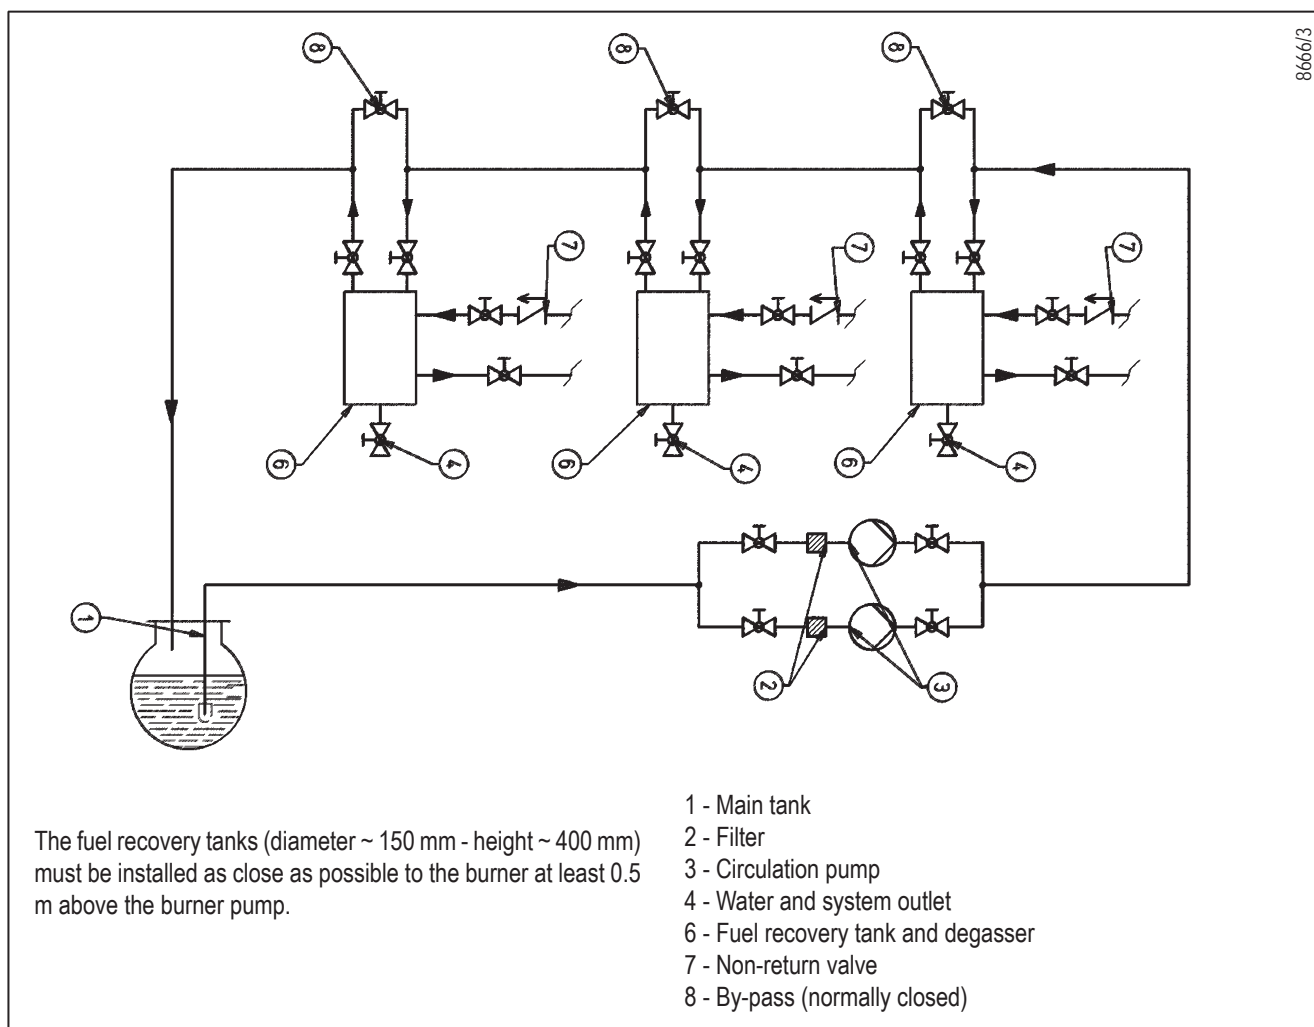 8666/3
8
8
8
7
7
7
6
4
6
4
6
4
1
2
3
The fuel recovery tanks (diameter ~ 150 mm - height ~ 400 mm)
must be installed as close as possible to the burner at least 0.5
m above the burner pump.
1 - Main tank
2 - Filter
3 - Circulation pump
4 - Water and system outlet
6 - Fuel recovery tank and degasser
7 - Non-return valve
8 - By-pass (normally closed)